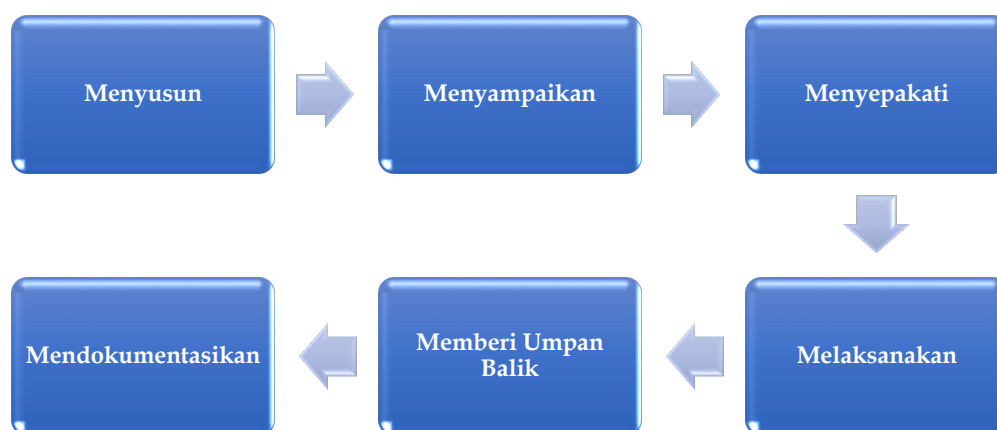 Menyusun
Menyampaikan
Menyepakati
Melaksanakan
Memberi Umpan
Balik
Mendokumentasikan